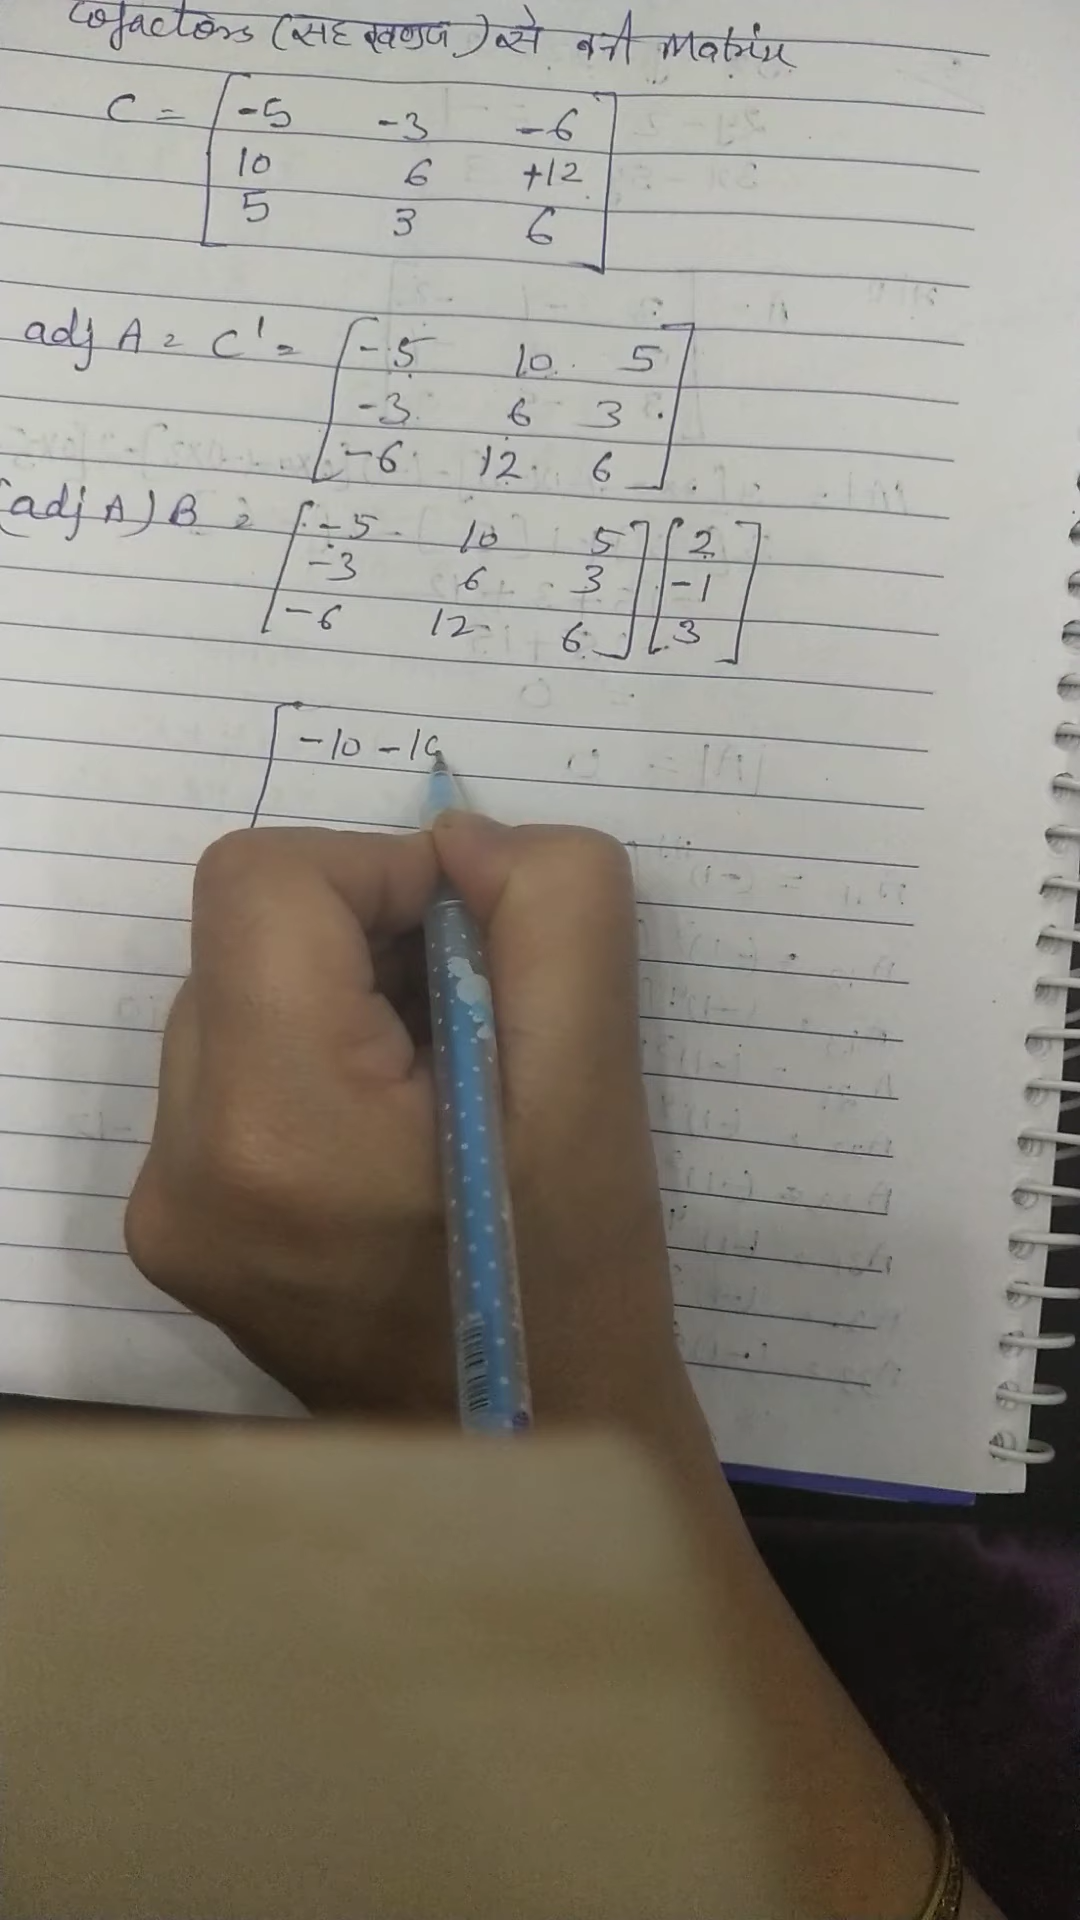 Cofactors (सह खण्डज) से बनी Matrix
C = [ -5 -3 -6
10 6 +12
5 3 6 ]
adj A = C' = [ -5 10 5
-3 6 3
-6 12 6 ]
(adj A) B = [ -5 10 5 ] [ 2 ]
-3 6 3 -1
-6 12 6 3
[ -10 -10